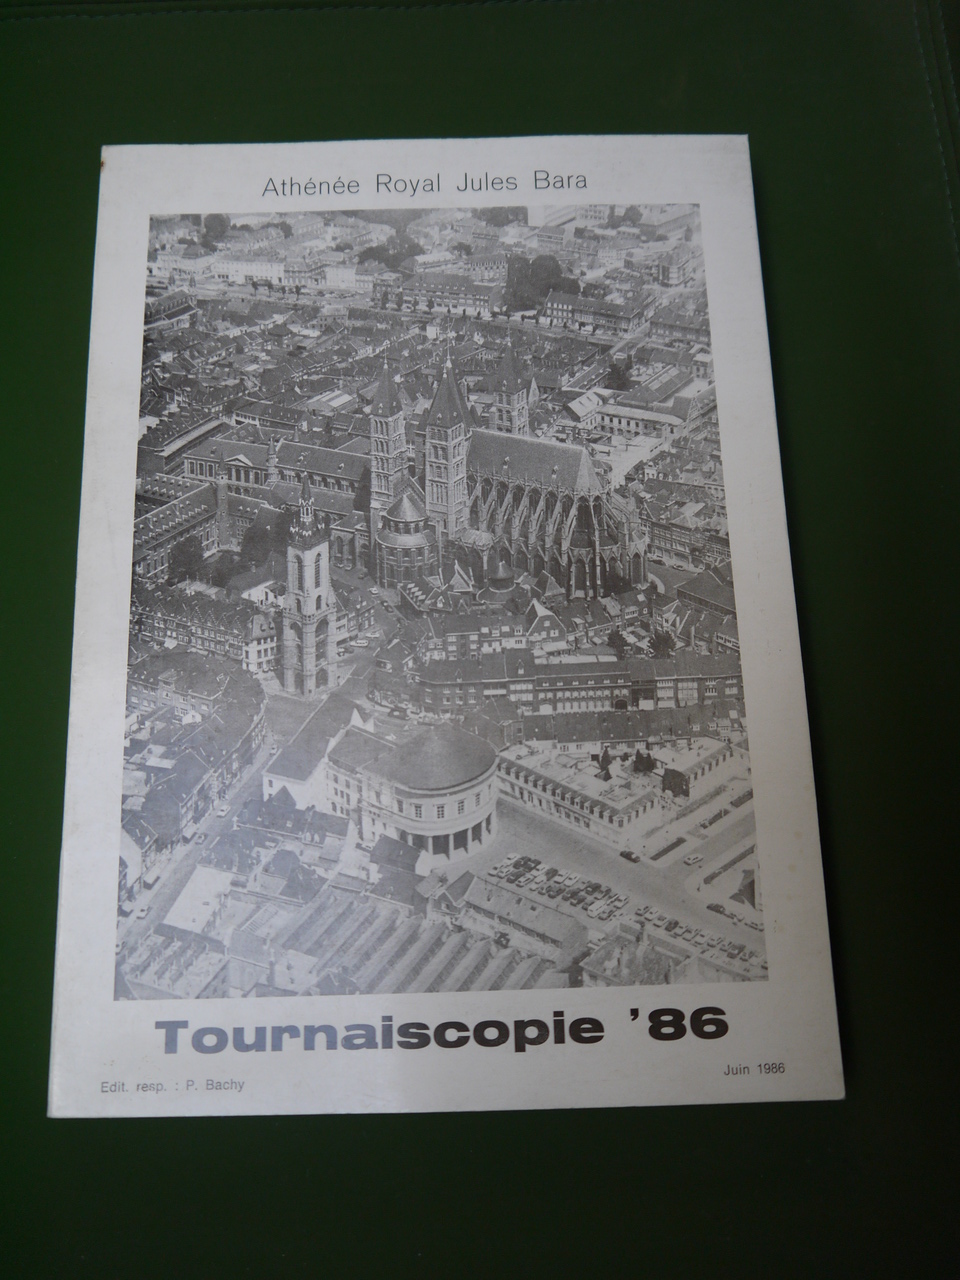 Athénée Royal Jules Bara
Tournaiscopie '86
Juin 1986
Edit. resp. : P. Bachy